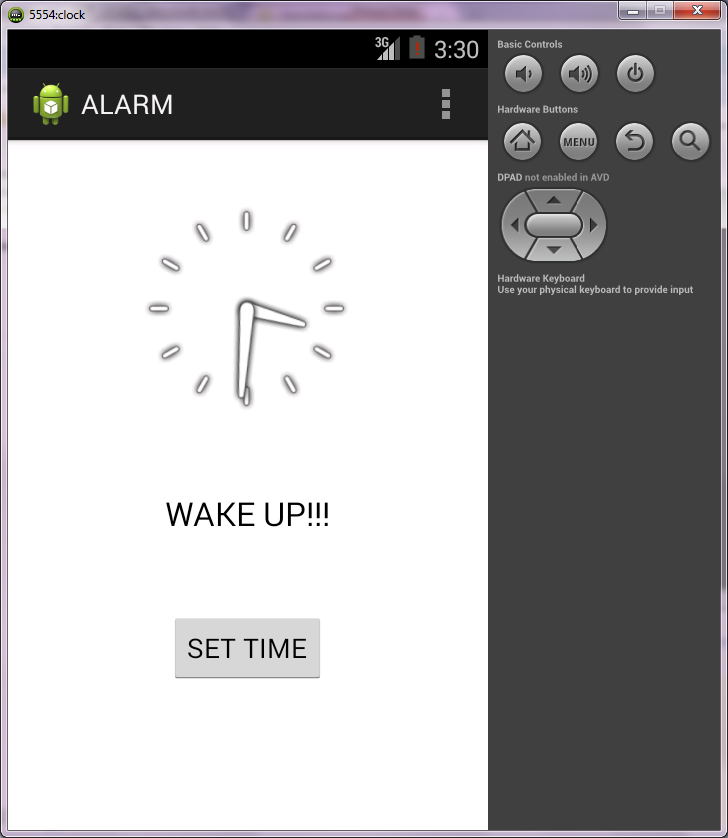 5554:clock
3G 3:30
ALARM
WAKE UP!!!
SET TIME
Basic Controls
Hardware Buttons
MENU
DPAD not enabled in AVD
Hardware Keyboard
Use your physical keyboard to provide input